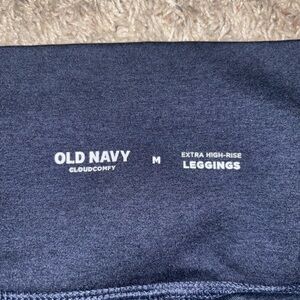 OLD NAVY
CLOUDCOMFY
M
EXTRA HIGH-RISE
LEGGINGS